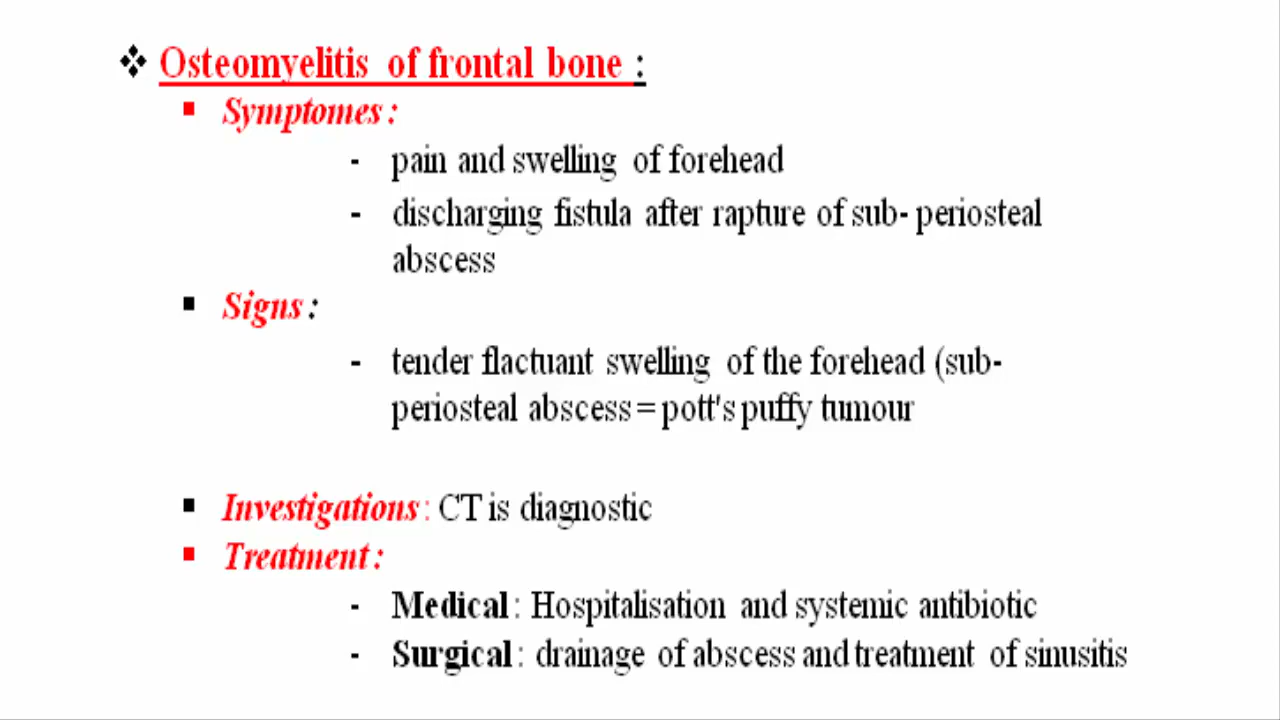 ❖ Osteomyelitis of frontal bone :
▪ Symptomes :
- pain and swelling of forehead
- discharging fistula after rapture of sub- periosteal
abscess
▪ Signs :
- tender flactuant swelling of the forehead (sub-
periosteal abscess = pott's puffy tumour
▪ Investigations : CT is diagnostic
▪ Treatment :
- Medical : Hospitalisation and systemic antibiotic
- Surgical : drainage of abscess and treatment of sinusitis